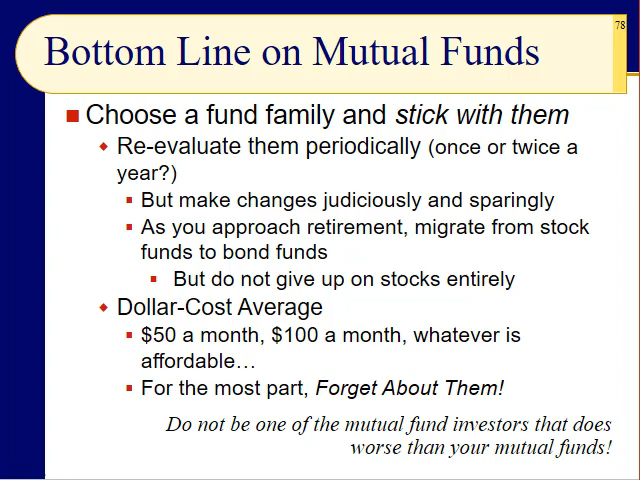 78
Bottom Line on Mutual Funds
Choose a fund family and stick with them
Re-evaluate them periodically (once or twice a
year?)
But make changes judiciously and sparingly
As you approach retirement, migrate from stock
funds to bond funds
But do not give up on stocks entirely
Dollar-Cost Average
$50 a month, $100 a month, whatever is
affordable…
For the most part, Forget About Them!
Do not be one of the mutual fund investors that does
worse than your mutual funds!